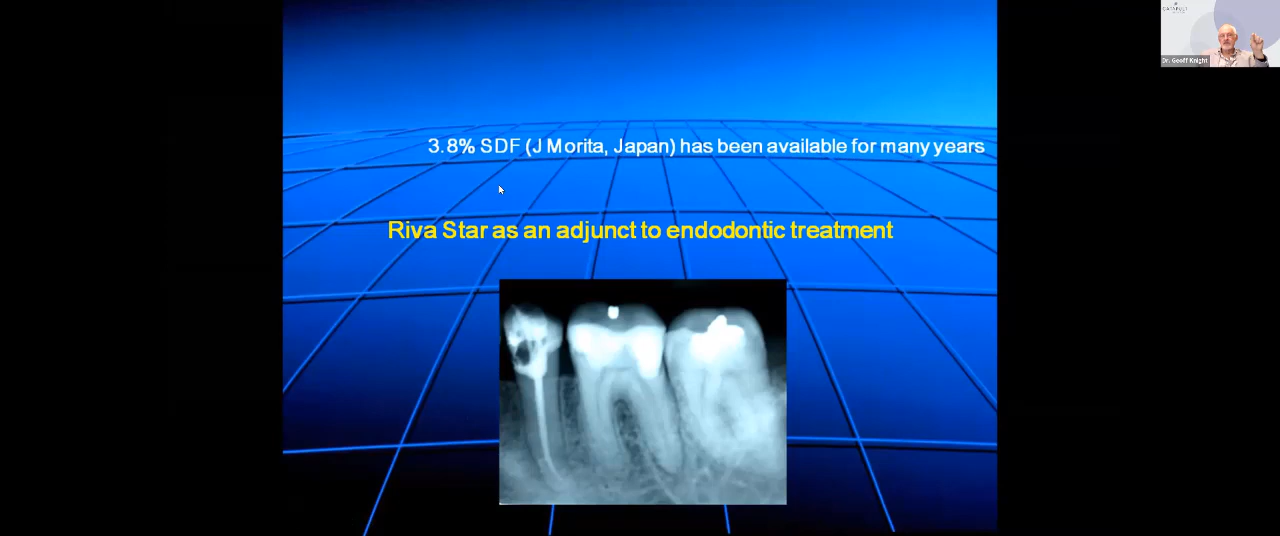 3.8% SDF (J Morita, Japan) has been available for many years
Riva Star as an adjunct to endodontic treatment
CATAPULT
Dr. Geoff Knight